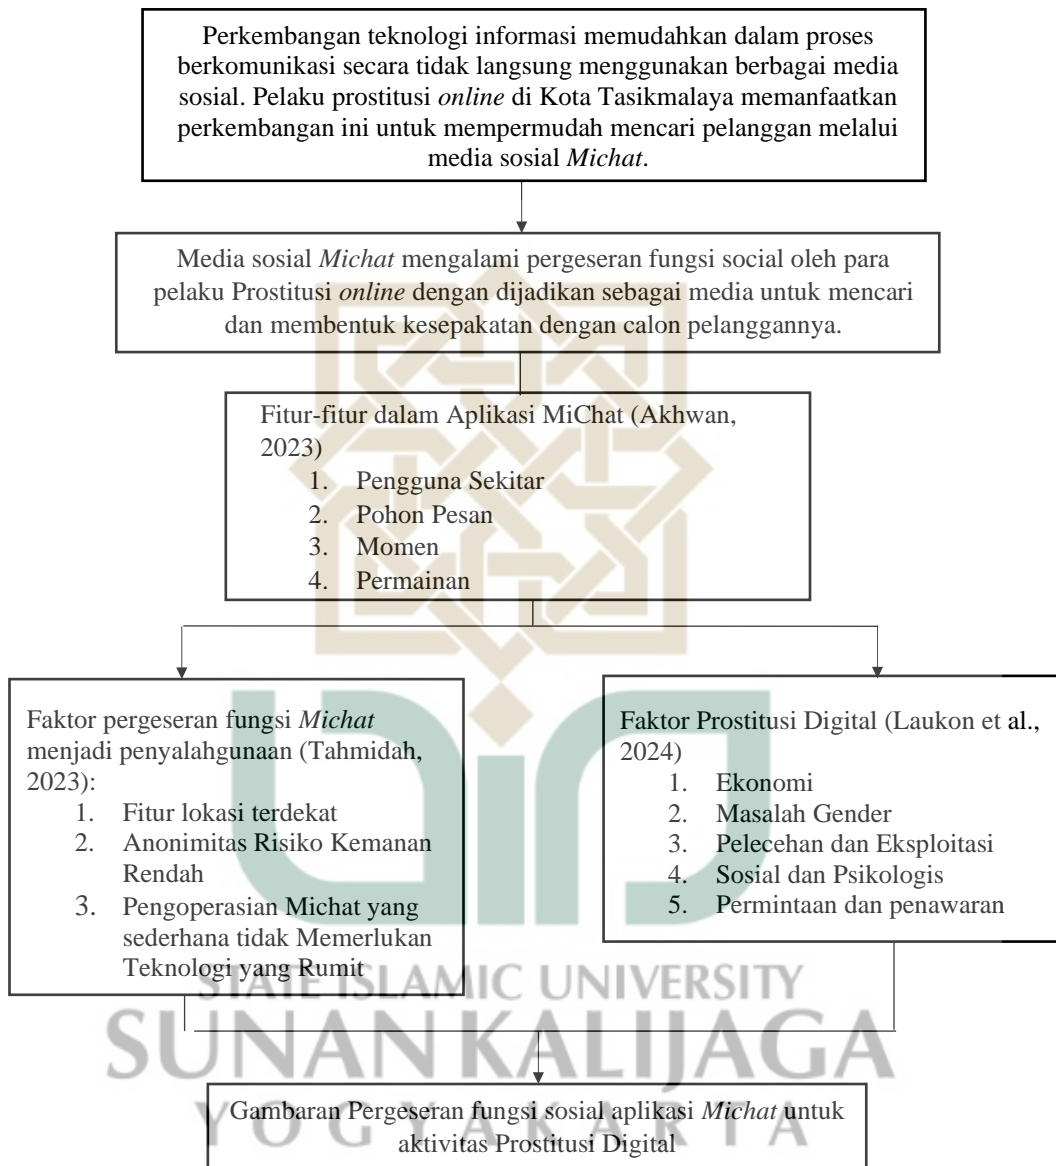 Perkembangan teknologi informasi memudahkan dalam proses
berkomunikasi secara tidak langsung menggunakan berbagai media
sosial. Pelaku prostitusi online di Kota Tasikmalaya memanfaatkan
perkembangan ini untuk mempermudah mencari pelanggan melalui
media sosial Michat.
Media sosial Michat mengalami pergeseran fungsi social oleh para
pelaku Prostitusi online dengan dijadikan sebagai media untuk mencari
dan membentuk kesepakatan dengan calon pelanggannya.
Fitur-fitur dalam Aplikasi MiChat (Akhwan,
2023)
1. Pengguna Sekitar
2. Pohon Pesan
3. Momen
4. Permainan
Faktor pergeseran fungsi Michat
menjadi penyalahgunaan (Tahmidah,
2023):
1. Fitur lokasi terdekat
2. Anonimitas Risiko Kemanan
Rendah
3. Pengoperasian Michat yang
sederhana tidak Memerlukan
Teknologi yang Rumit
Faktor Prostitusi Digital (Laukon et al.,
2024)
1. Ekonomi
2. Masalah Gender
3. Pelecehan dan Eksploitasi
4. Sosial dan Psikologis
5. Permintaan dan penawaran
STATE ISLAMIC UNIVERSITY
SUNAN KALIJAGA
YOGYAKARTA
Gambaran Pergeseran fungsi sosial aplikasi Michat untuk
aktivitas Prostitusi Digital